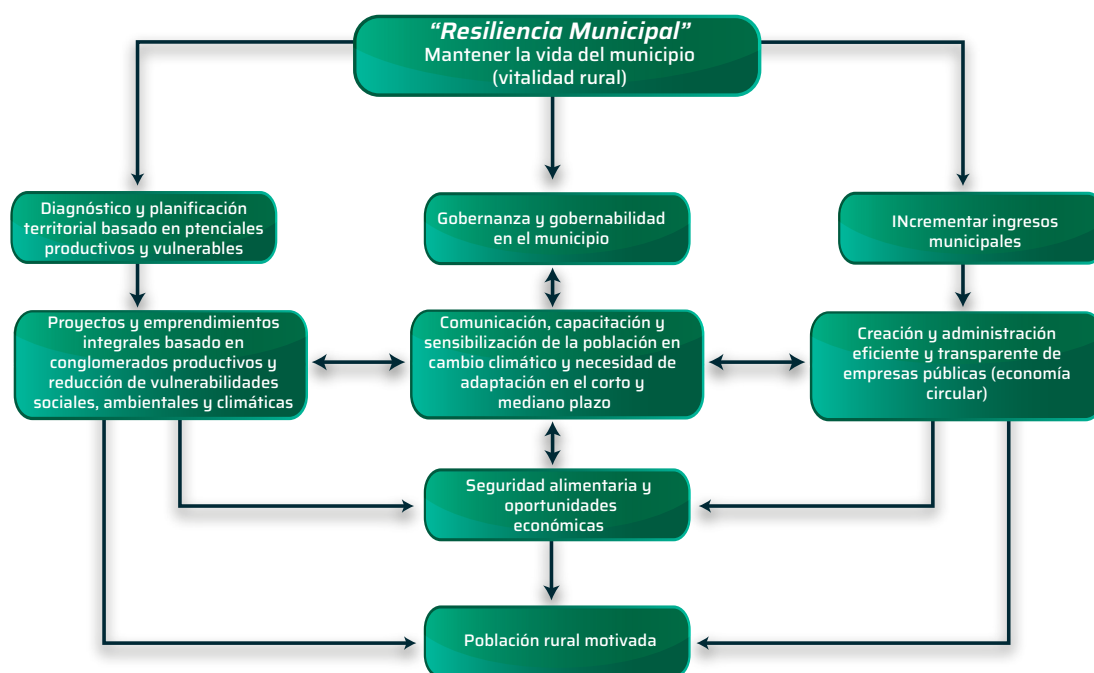 “Resiliencia Municipal”
Mantener la vida del municipio
(vitalidad rural)
Diagnóstico y planificación
territorial basado en ptenciales
productivos y vulnerables
Gobernanza y gobernabilidad
en el municipio
INcrementar ingresos
municipales
Proyectos y emprendimientos
integrales basado en
conglomerados productivos y
reducción de vulnerabilidades
sociales, ambientales y climáticas
Comunicación, capacitación y
sensibilización de la población en
cambio climático y necesidad de
adaptación en el corto y
mediano plazo
Creación y administración
eficiente y transparente de
empresas públicas (economía
circular)
Seguridad alimentaria y
oportunidades
económicas
Población rural motivada